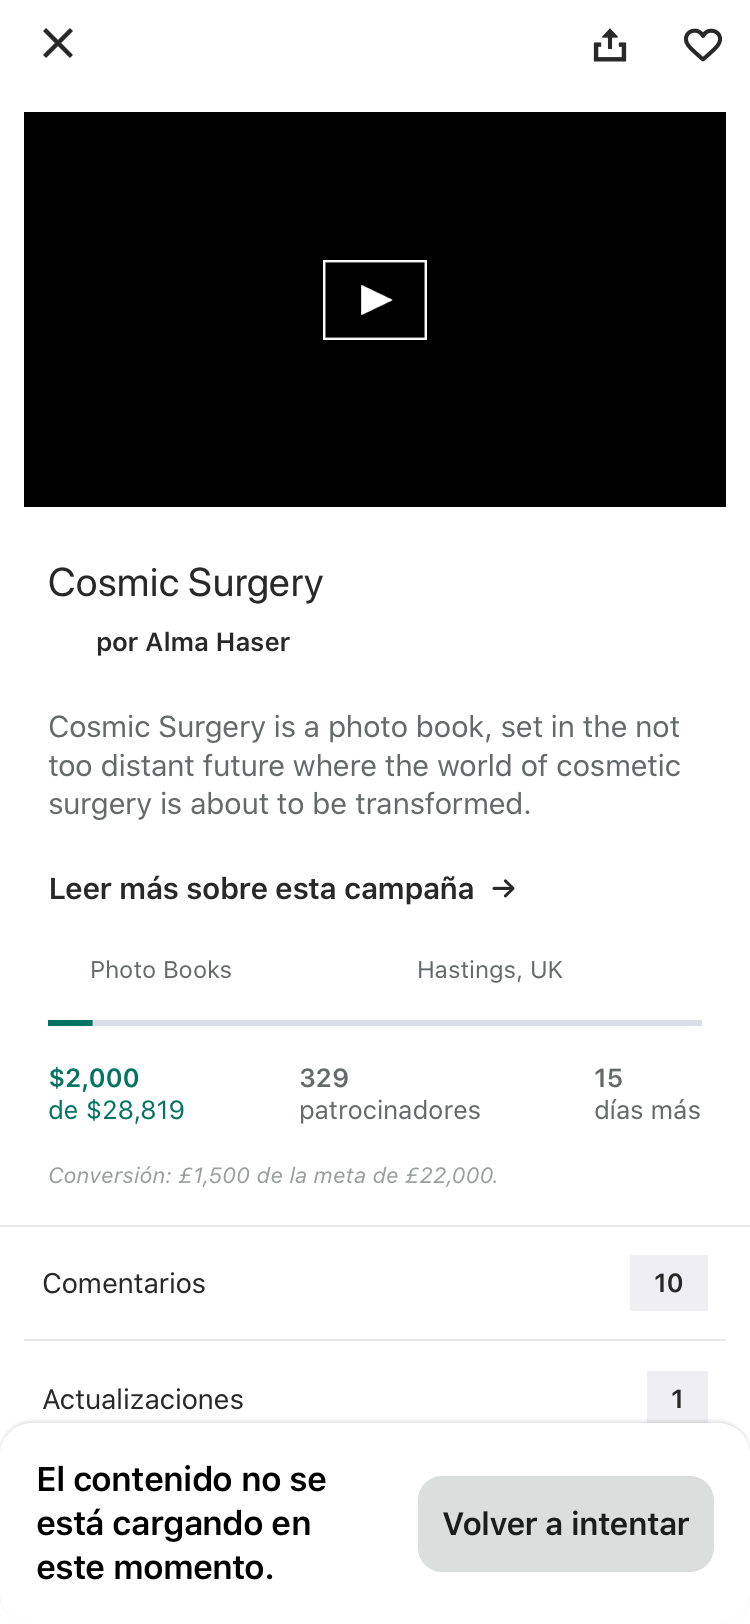 Cosmic Surgery
por Alma Haser
Cosmic Surgery is a photo book, set in the not
too distant future where the world of cosmetic
surgery is about to be transformed.
Leer más sobre esta campaña →
Photo Books
Hastings, UK
$2,000
de $28,819
329
patrocinadores
15
días más
Conversión: £1,500 de la meta de £22,000.
Comentarios
10
Actualizaciones
1
El contenido no se
está cargando en
este momento.
Volver a intentar